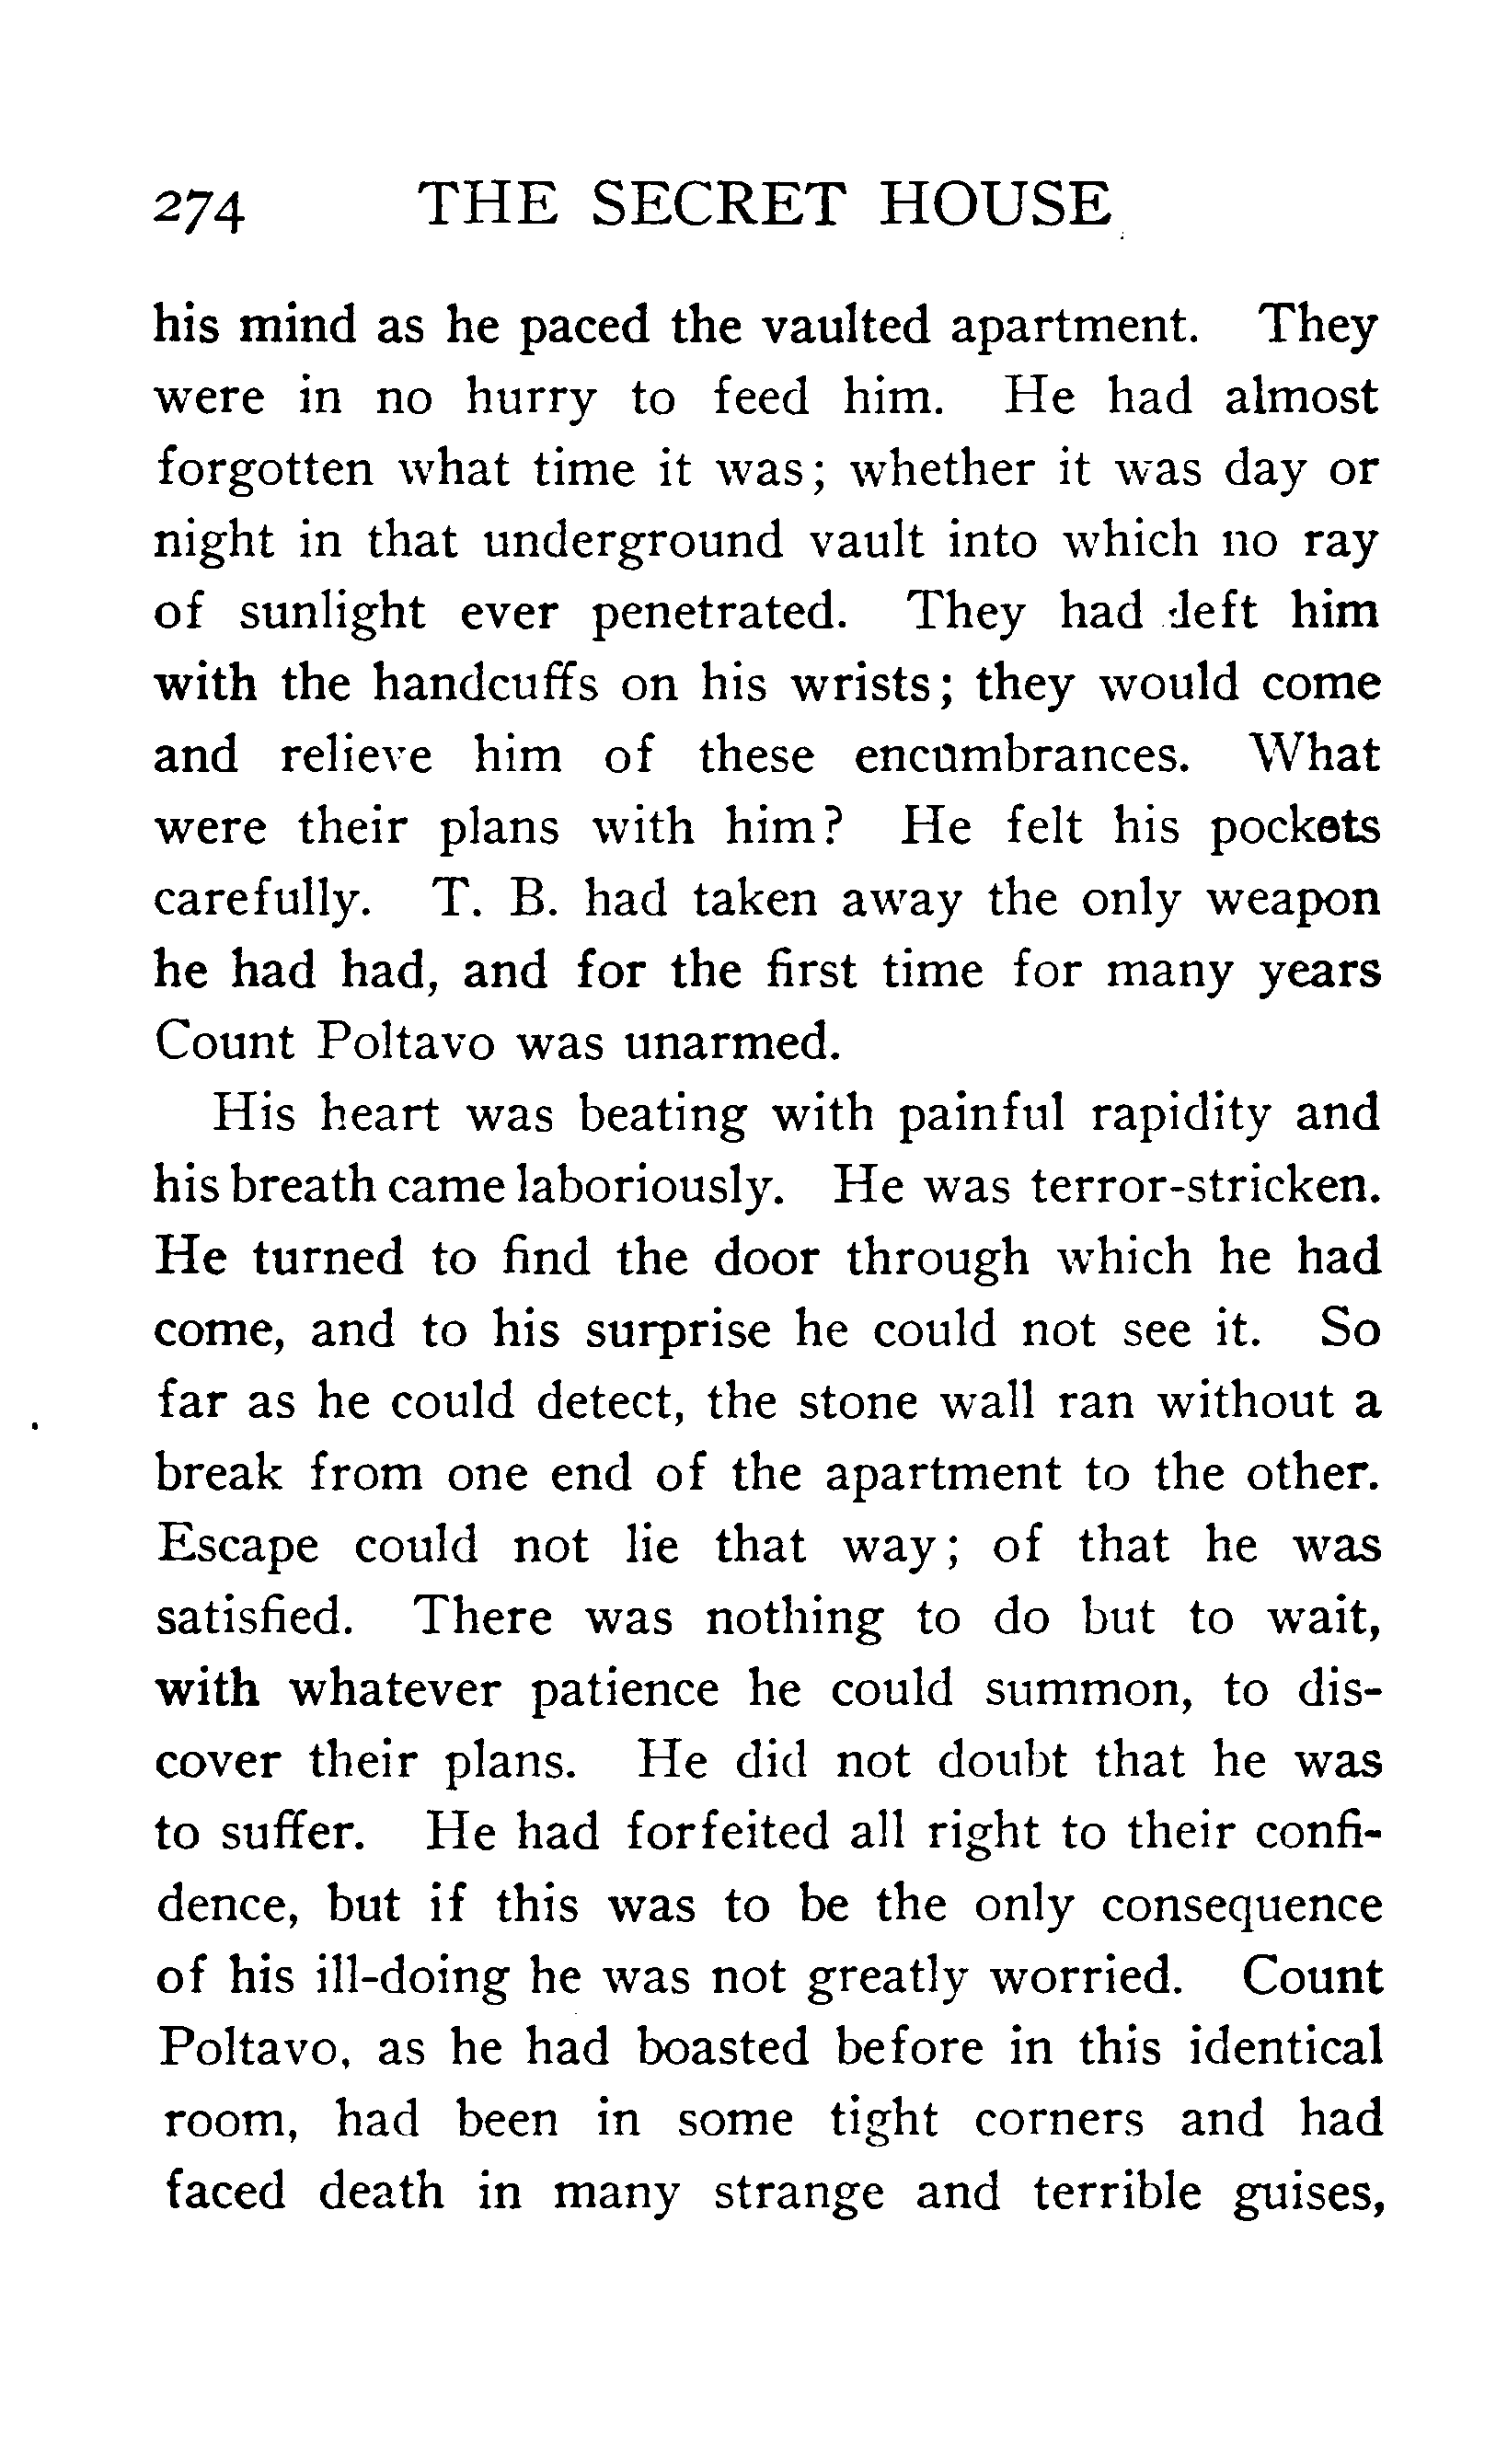 274 THE SECRET HOUSE
his mind as he paced the vaulted apartment. They
were in no hurry to feed him. He had almost
forgotten what time it was; whether it was day or
night in that underground vault into which no ray
of sunlight ever penetrated. They had left him
with the handcuffs on his wrists; they would come
and relieve him of these encumbrances. What
were their plans with him? He felt his pockets
carefully. T. B. had taken away the only weapon
he had had, and for the first time for many years
Count Poltavo was unarmed.
His heart was beating with painful rapidity and
his breath came laboriously. He was terror-stricken.
He turned to find the door through which he had
come, and to his surprise he could not see it. So
far as he could detect, the stone wall ran without a
break from one end of the apartment to the other.
Escape could not lie that way; of that he was
satisfied. There was nothing to do but to wait,
with whatever patience he could summon, to dis-
cover their plans. He did not doubt that he was
to suffer. He had forfeited all right to their confi-
dence, but if this was to be the only consequence
of his ill-doing he was not greatly worried. Count
Poltavo, as he had boasted before in this identical
room, had been in some tight corners and had
faced death in many strange and terrible guises,